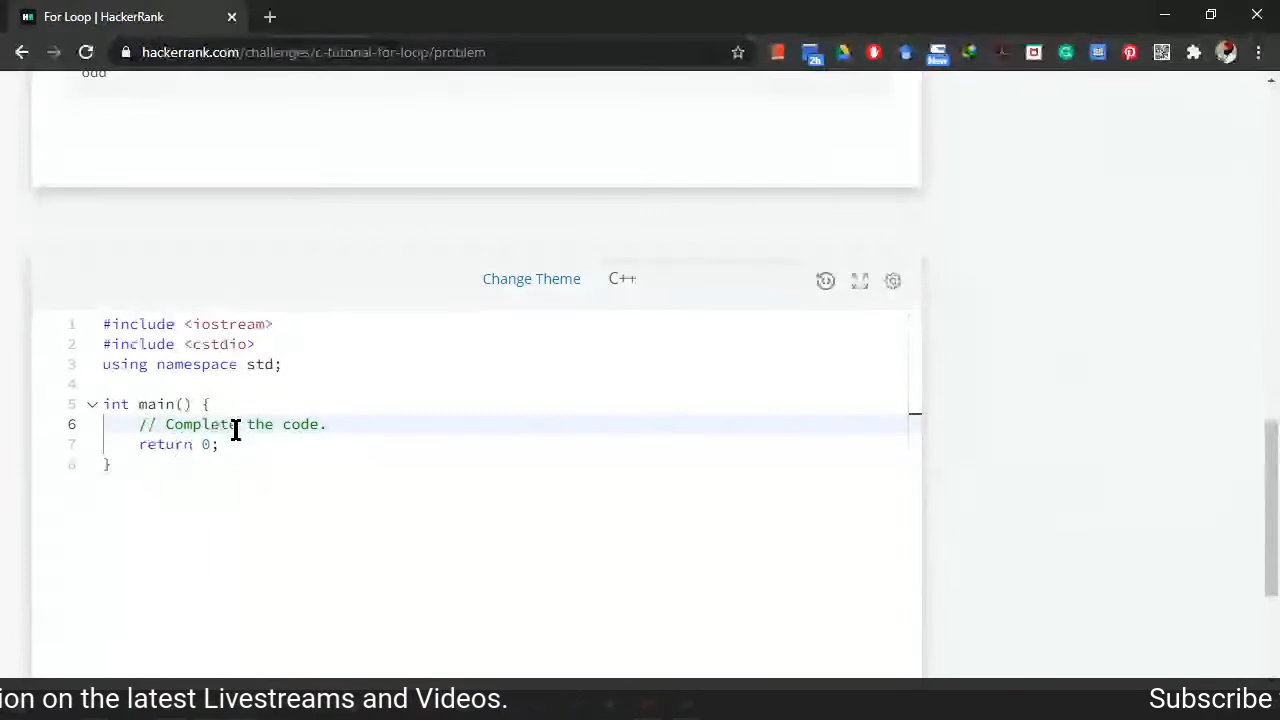 For Loop | HackerRank
hackerrank.com/challenges/c-tutorial-for-loop/problem
2h
New
odd
Change Theme
C++
1 #include <iostream>
2 #include <cstdio>
3 using namespace std;
4
5 int main() {
6 // Complete the code.
7 return 0;
8 }
ion on the latest Livestreams and Videos.
Subscribe